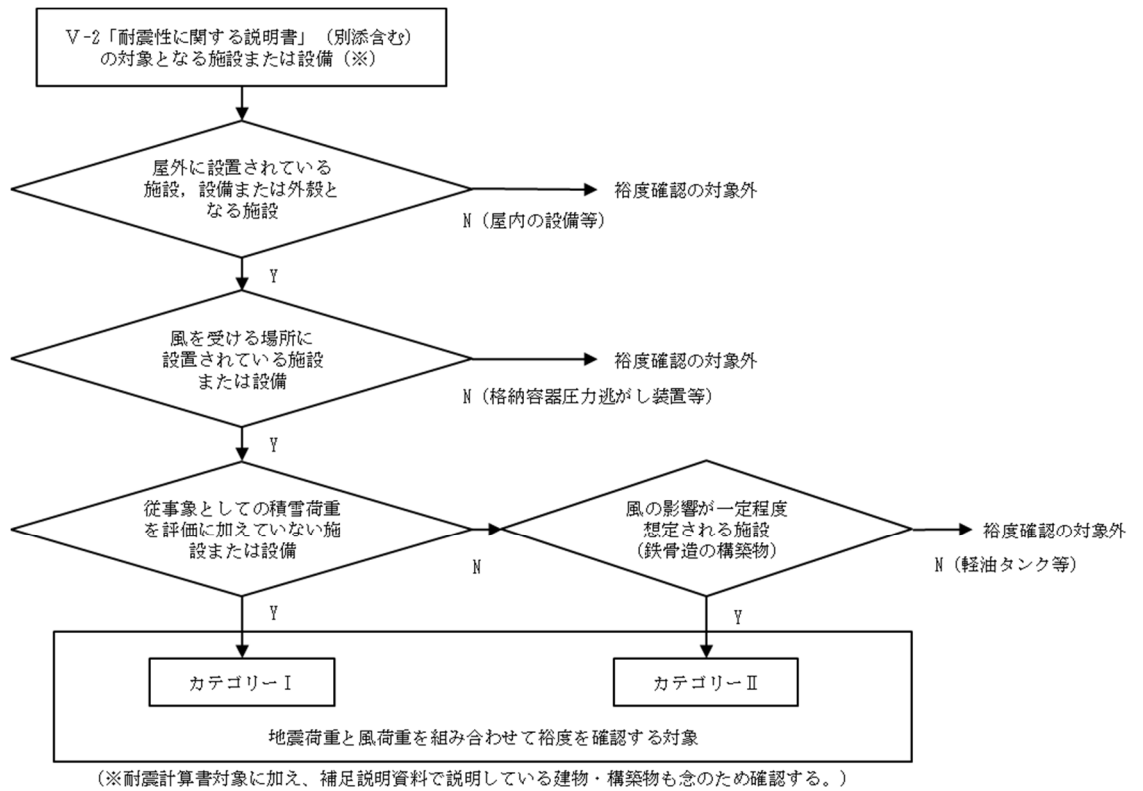 Ⅴ-2「耐震性に関する説明書」（別添含む）
の対象となる施設または設備（※）
屋外に設置されている
施設，設備または外殻と
なる施設
裕度確認の対象外
N（屋内の設備等）
Y
風を受ける場所に
設置されている施設
または設備
裕度確認の対象外
N（格納容器圧力逃がし装置等）
Y
従事象としての積雪荷重
を評価に加えていない施
設または設備
N
風の影響が一定程度
想定される施設
（鉄骨造の構築物）
裕度確認の対象外
N（軽油タンク等）
Y
Y
カテゴリーⅠ
カテゴリーⅡ
地震荷重と風荷重を組み合わせて裕度を確認する対象
（※耐震計算書対象に加え、補足説明資料で説明している建物・構築物も念のため確認する。）